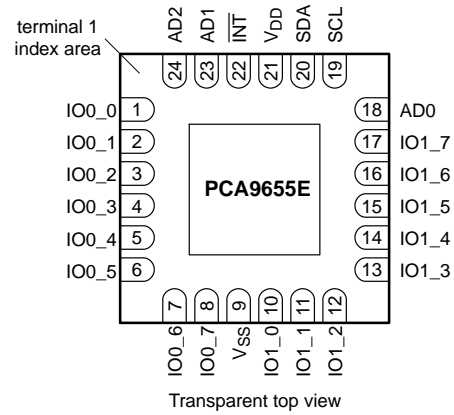 terminal 1
index area
AD2
AD1
INT
VDD
SDA
SCL
24
23
22
21
20
19
IO0_0 1
IO0_1 2
IO0_2 3
IO0_3 4
IO0_4 5
IO0_5 6
PCA9655E
18 AD0
17 IO1_7
16 IO1_6
15 IO1_5
14 IO1_4
13 IO1_3
7
8
9
10
11
12
IO0_6
IO0_7
VSS
IO1_0
IO1_1
IO1_2
Transparent top view